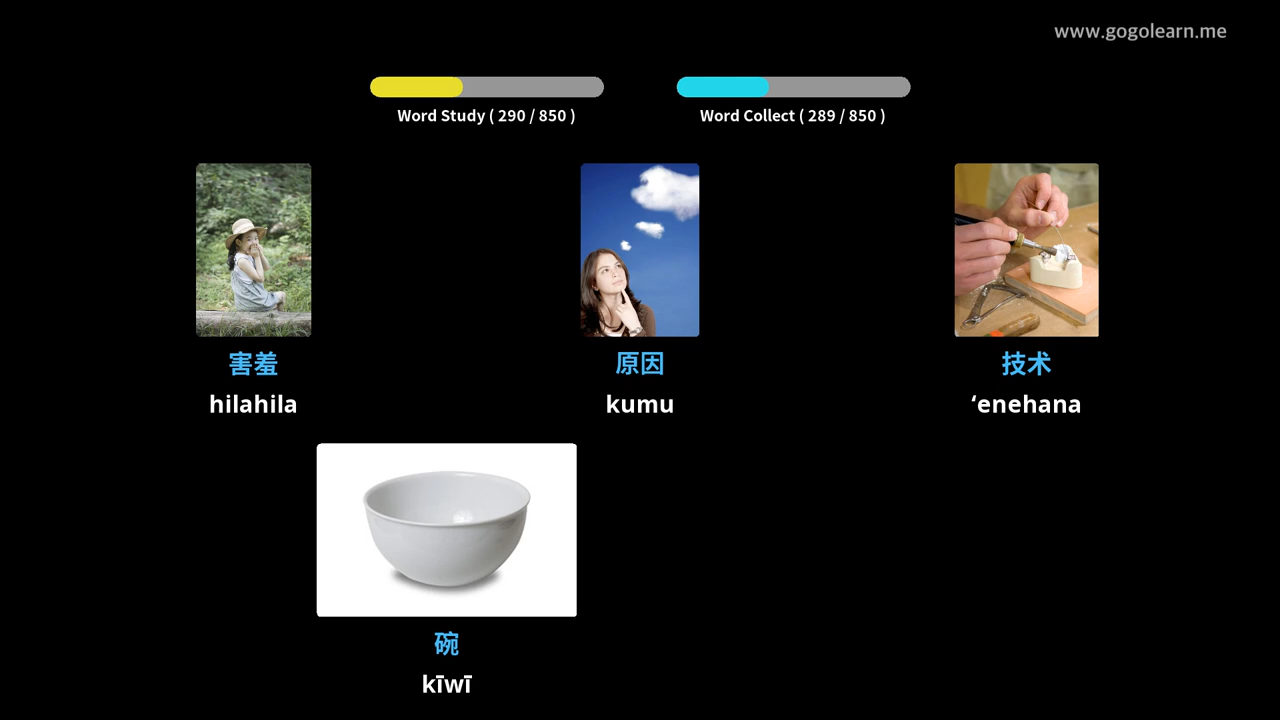 www.gogolearn.me
Word Study ( 290 / 850 )
Word Collect ( 289 / 850 )
害羞
hilahila
原因
kumu
技术
ʻenehana
碗
kīwī